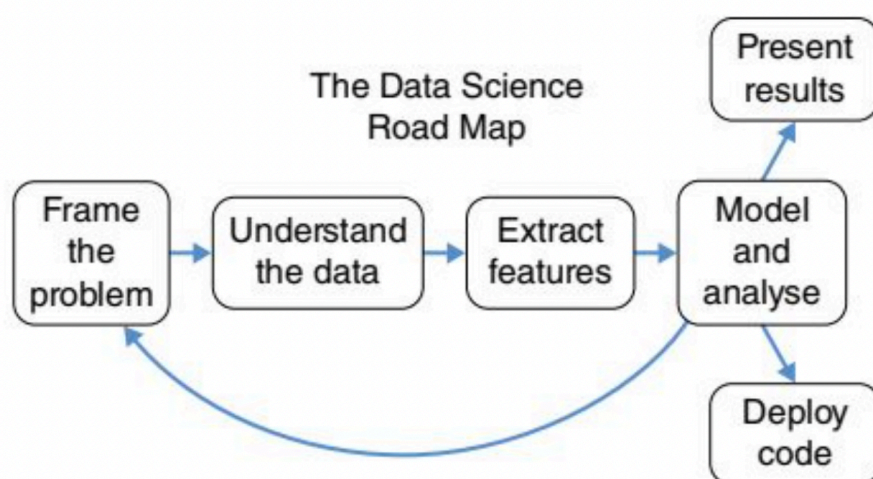 The Data Science
Road Map
Frame
the
problem
Understand
the data
Extract
features
Model
and
analyse
Present
results
Deploy
code